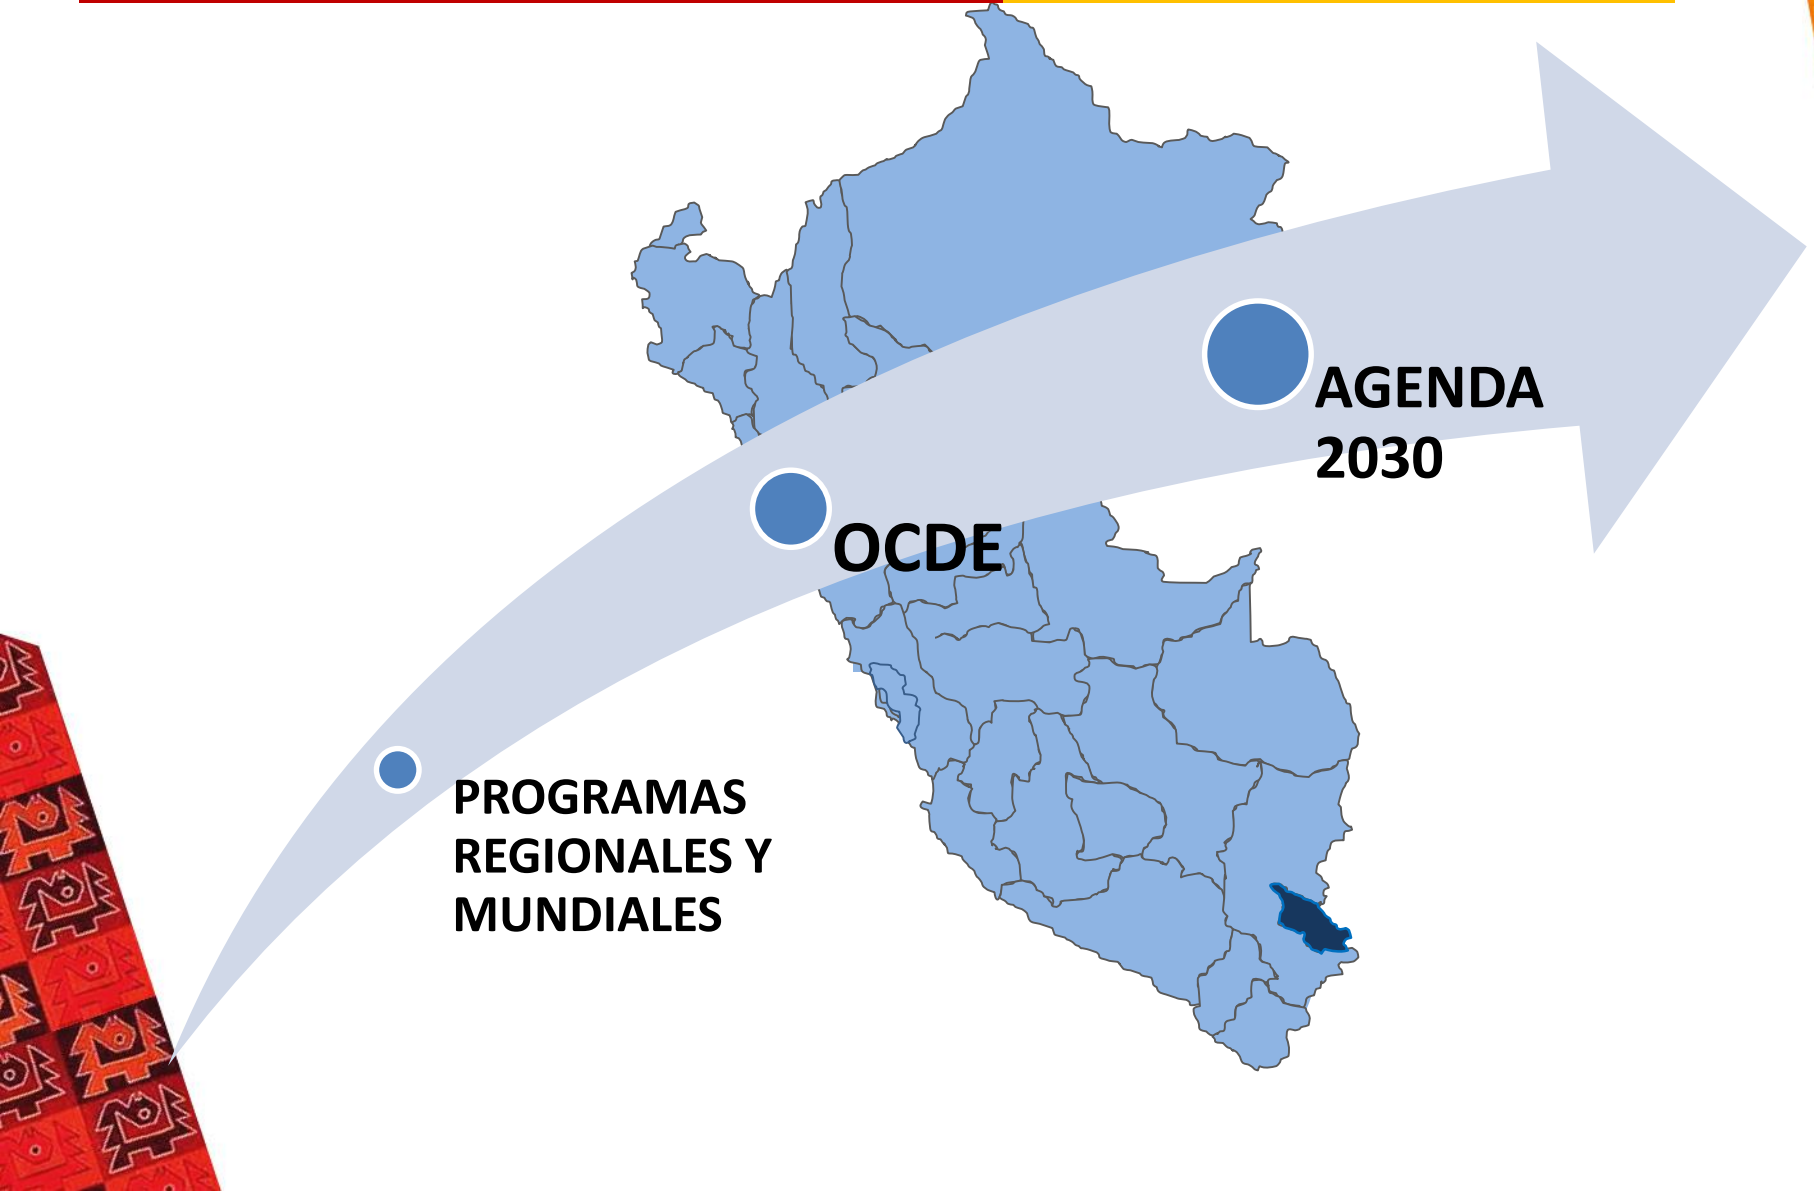 AGENDA
2030
OCDE
PROGRAMAS
REGIONALES Y
MUNDIALES